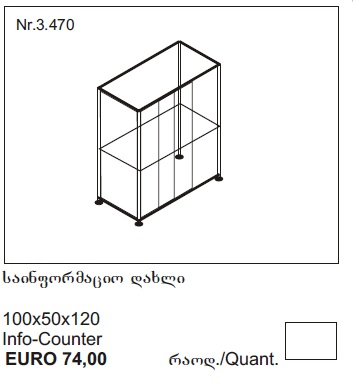 Nr.3.470
საინფორმაციო დახლი
100x50x120
Info-Counter
EURO 74,00
რაოდ./Quant.